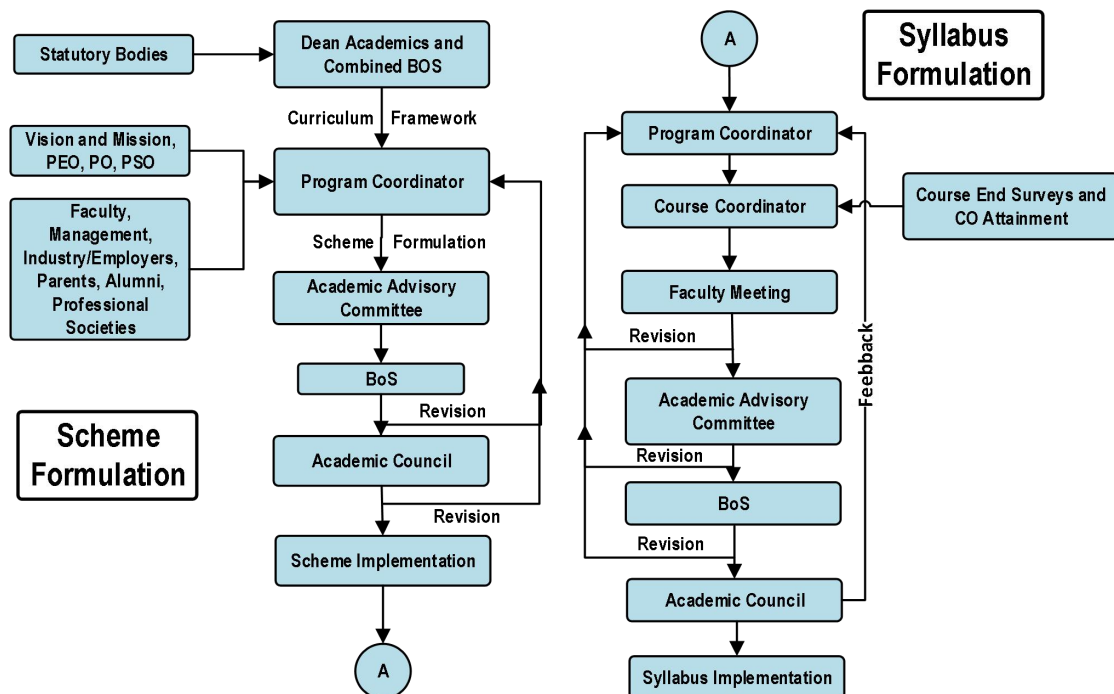 Statutory Bodies
Dean Academics and
Combined BOS
Curriculum Framework
Vision and Mission,
PEO, PO, PSO
Program Coordinator
Faculty,
Management,
Industry/Employers,
Parents, Alumni,
Professional
Societies
Scheme Formulation
Academic Advisory
Committee
BoS
Revision
Scheme
Formulation
Academic Council
Revision
Scheme Implementation
A
A
Syllabus
Formulation
Program Coordinator
Course Coordinator
Course End Surveys and
CO Attainment
Faculty Meeting
Revision
Feebback
Academic Advisory
Committee
Revision
BoS
Revision
Academic Council
Syllabus Implementation